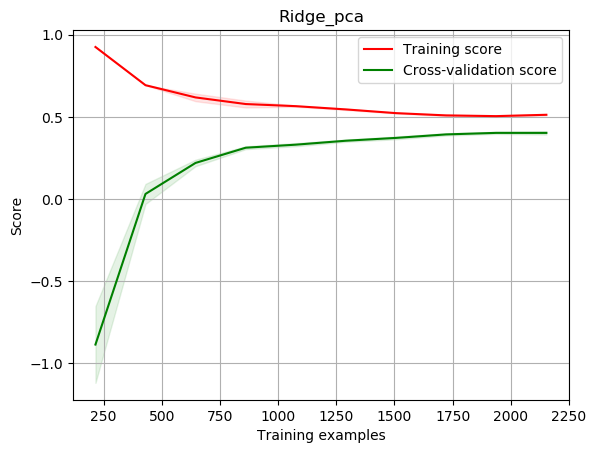 Ridge_pca
Training score
Cross-validation score
1.0
0.5
0.0
−0.5
−1.0
Score
250 500 750 1000 1250 1500 1750 2000 2250
Training examples